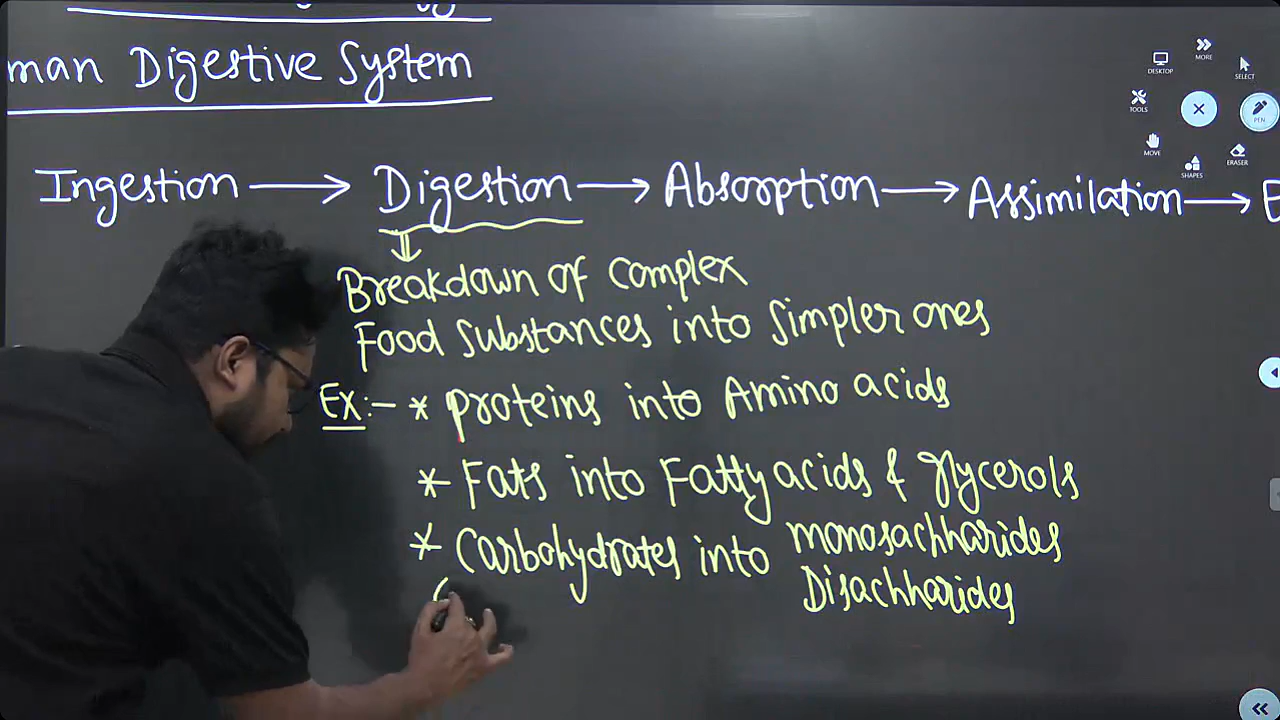 man Digestive System
Ingestion → Digestion → Absorption → Assimilation → E
Breakdown of complex
Food substances into simpler ones
Ex:- * proteins into Amino acids
* Fats into Fatty acids & glycerols
* Carbohydrates into monosachharides
Disachharides
MORE
DESKTOP
SELECT
TOOLS
PEN
MOVE
ERASER
SHAPES